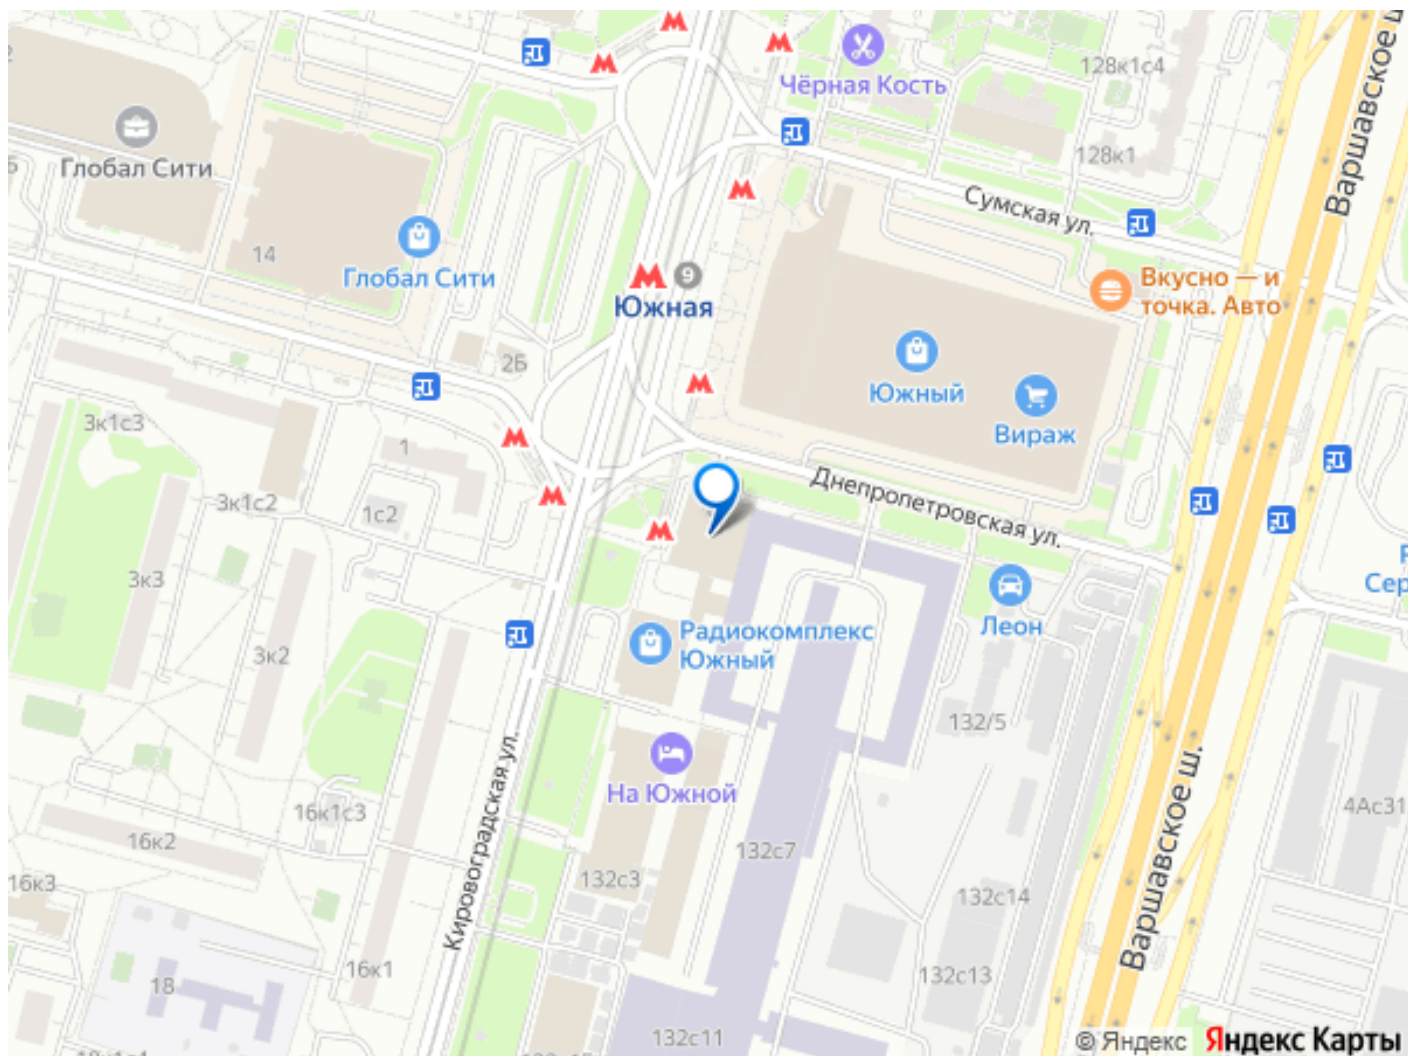 128к1с4
Чёрная Кость
Глобал Сити
128к1
Варшавское ш
Сумская ул.
14
Глобал Сити
9
Южная
Вкусно — и
точка. Авто
2Б
Южный
Вираж
3к1с3
1
3к1с2
1с2
Днепропетровская ул.
3к3
Сер
Леон
Радиокомплекс
Южный
3к2
132/5
На Южной
Кировоградская ул.
Варшавское ш.
16к1с3
4Ас31
16к2
132с7
16к3
132с3
132с14
16к1
132с13
18
132с11
© Яндекс Яндекс Карты